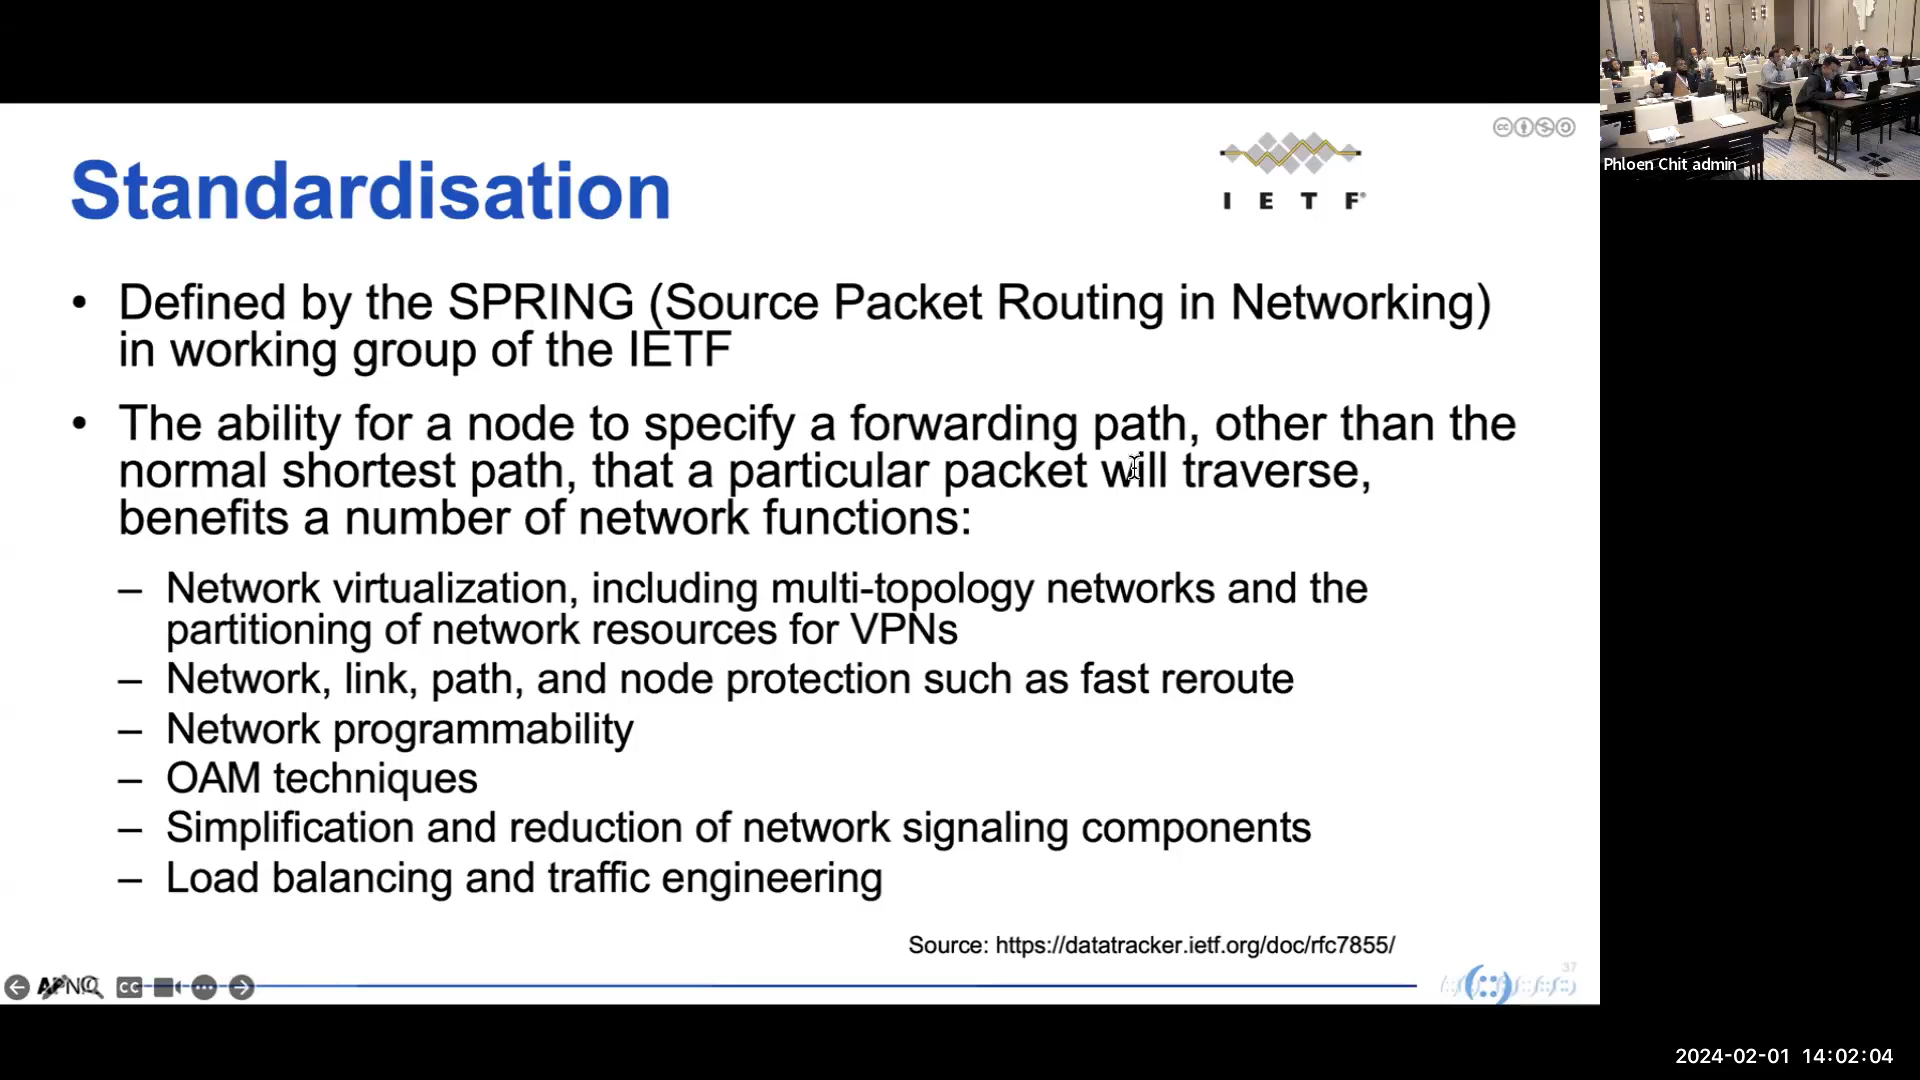 Phloen Chit admin
IETF®
Standardisation
• Defined by the SPRING (Source Packet Routing in Networking)
in working group of the IETF
• The ability for a node to specify a forwarding path, other than the
normal shortest path, that a particular packet will traverse,
benefits a number of network functions:
– Network virtualization, including multi-topology networks and the
partitioning of network resources for VPNs
– Network, link, path, and node protection such as fast reroute
– Network programmability
– OAM techniques
– Simplification and reduction of network signaling components
– Load balancing and traffic engineering
Source: https://datatracker.ietf.org/doc/rfc7855/
37
CC
2024-02-01 14:02:04